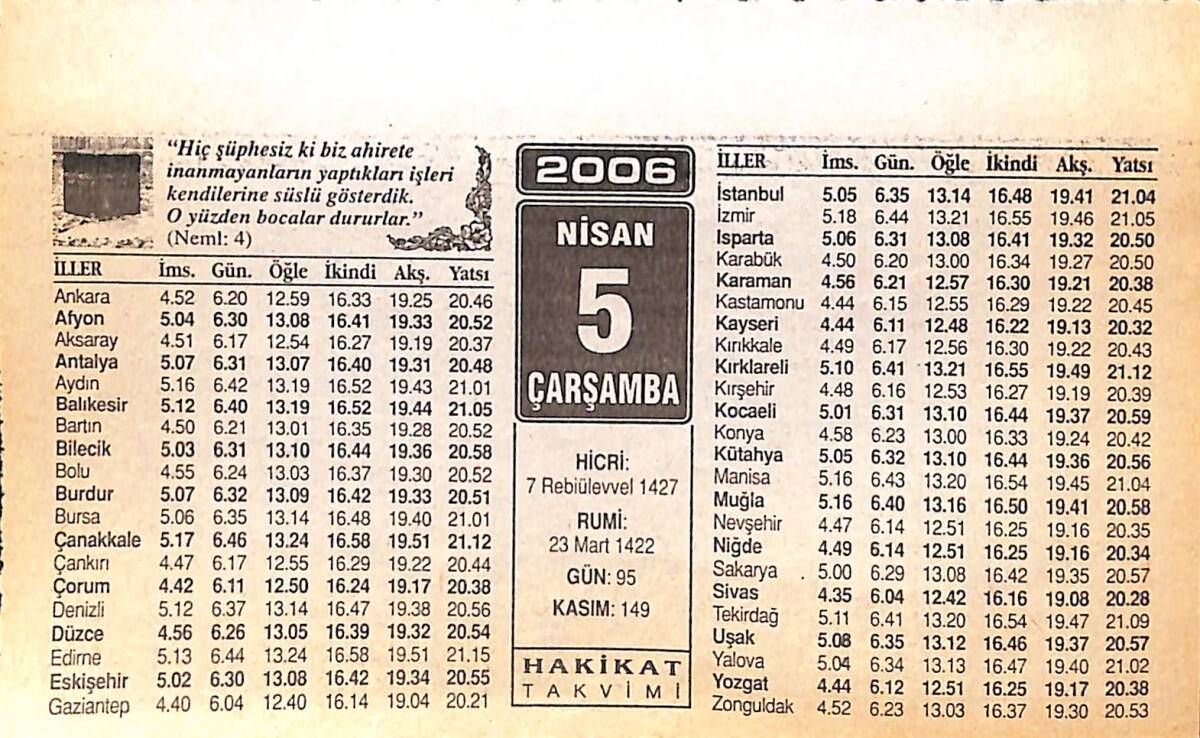 "Hiç şüphesiz ki biz ahirete
inanmayanların yaptıkları işleri
kendilerine süslü gösterdik.
O yüzden bocalar dururlar."
(Neml: 4)
İLLER İms. Gün. Öğle İkindi Akş. Yatsı
Ankara 4.52 6.20 12.59 16.33 19.25 20.46
Afyon 5.04 6.30 13.08 16.41 19.33 20.52
Aksaray 4.51 6.17 12.54 16.27 19.19 20.37
Antalya 5.07 6.31 13.07 16.40 19.31 20.48
Aydın 5.16 6.42 13.19 16.52 19.43 21.01
Balıkesir 5.12 6.40 13.19 16.52 19.44 21.05
Bartın 4.50 6.21 13.01 16.35 19.28 20.52
Bilecik 5.03 6.31 13.10 16.44 19.36 20.58
Bolu 4.55 6.24 13.03 16.37 19.30 20.52
Burdur 5.07 6.32 13.09 16.42 19.33 20.51
Bursa 5.06 6.35 13.14 16.48 19.40 21.01
Çanakkale 5.17 6.46 13.24 16.58 19.51 21.12
Çankırı 4.47 6.17 12.55 16.29 19.22 20.44
Çorum 4.42 6.11 12.50 16.24 19.17 20.38
Denizli 5.12 6.37 13.14 16.47 19.38 20.56
Düzce 4.56 6.26 13.05 16.39 19.32 20.54
Edirne 5.13 6.44 13.24 16.58 19.51 21.15
Eskişehir 5.02 6.30 13.08 16.42 19.34 20.55
Gaziantep 4.40 6.04 12.40 16.14 19.04 20.21
2006
NİSAN
5
ÇARŞAMBA
HİCRİ:
7 Rebiülevvel 1427
RUMİ:
23 Mart 1422
GÜN: 95
KASIM: 149
HAKİKAT
TAKVİMİ
İLLER İms. Gün. Öğle İkindi Akş. Yatsı
İstanbul 5.05 6.35 13.14 16.48 19.41 21.04
İzmir 5.18 6.44 13.21 16.55 19.46 21.05
Isparta 5.06 6.31 13.08 16.41 19.32 20.50
Karabük 4.50 6.20 13.00 16.34 19.27 20.50
Karaman 4.56 6.21 12.57 16.30 19.21 20.38
Kastamonu 4.44 6.15 12.55 16.29 19.22 20.45
Kayseri 4.44 6.11 12.48 16.22 19.13 20.32
Kırıkkale 4.49 6.17 12.56 16.30 19.22 20.43
Kırklareli 5.10 6.41 13.21 16.55 19.49 21.12
Kırşehir 4.48 6.16 12.53 16.27 19.19 20.39
Kocaeli 5.01 6.31 13.10 16.44 19.37 20.59
Konya 4.58 6.23 13.00 16.33 19.24 20.42
Kütahya 5.05 6.32 13.10 16.44 19.36 20.56
Manisa 5.16 6.43 13.20 16.54 19.45 21.04
Muğla 5.16 6.40 13.16 16.50 19.41 20.58
Nevşehir 4.47 6.14 12.51 16.25 19.16 20.35
Niğde 4.49 6.14 12.51 16.25 19.16 20.34
Sakarya 5.00 6.29 13.08 16.42 19.35 20.57
Sivas 4.35 6.04 12.42 16.16 19.08 20.28
Tekirdağ 5.11 6.41 13.20 16.54 19.47 21.09
Uşak 5.08 6.35 13.12 16.46 19.37 20.57
Yalova 5.04 6.34 13.13 16.47 19.40 21.02
Yozgat 4.44 6.12 12.51 16.25 19.17 20.38
Zonguldak 4.52 6.23 13.03 16.37 19.30 20.53